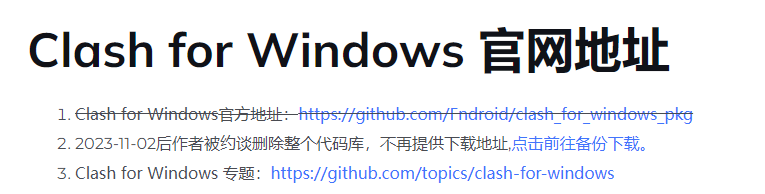 Clash for Windows 官网地址
1. Clash for Windows官方地址：https://github.com/Fndroid/clash_for_windows_pkg
2. 2023-11-02后作者被约谈删除整个代码库，不再提供下载地址,点击前往备份下载。
3. Clash for Windows 专题：https://github.com/topics/clash-for-windows